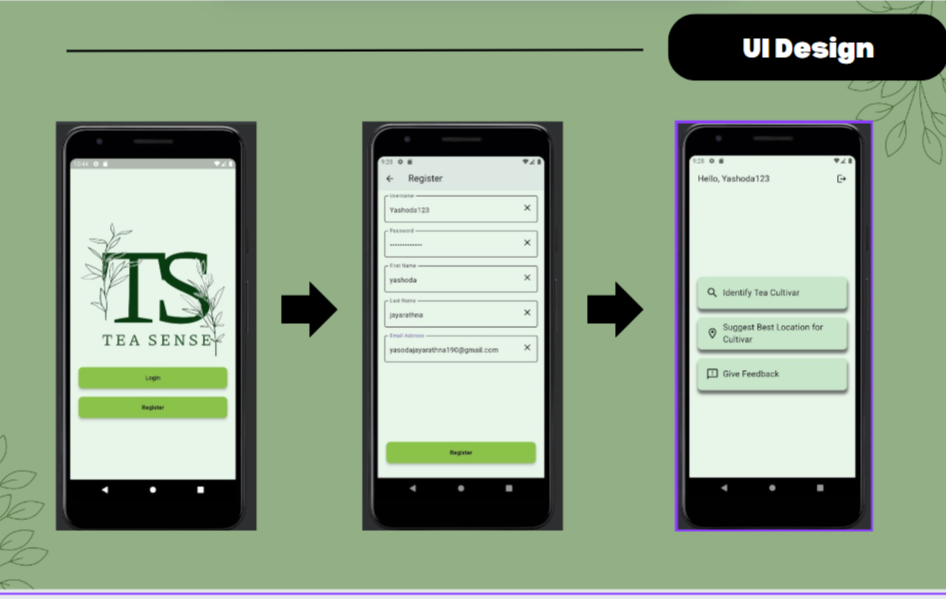 UI Design
10:44
TS
TEA SENSE
Login
Register
9:28
Register
Username
Yashoda123
Password
-------------
First Name
yashoda
Last Name
jayarathna
Email Address
yasodajayarathna190@gmail.com
Register
9:28
Hello, Yashoda123
Identify Tea Cultivar
Suggest Best Location for
Cultivar
Give Feedback